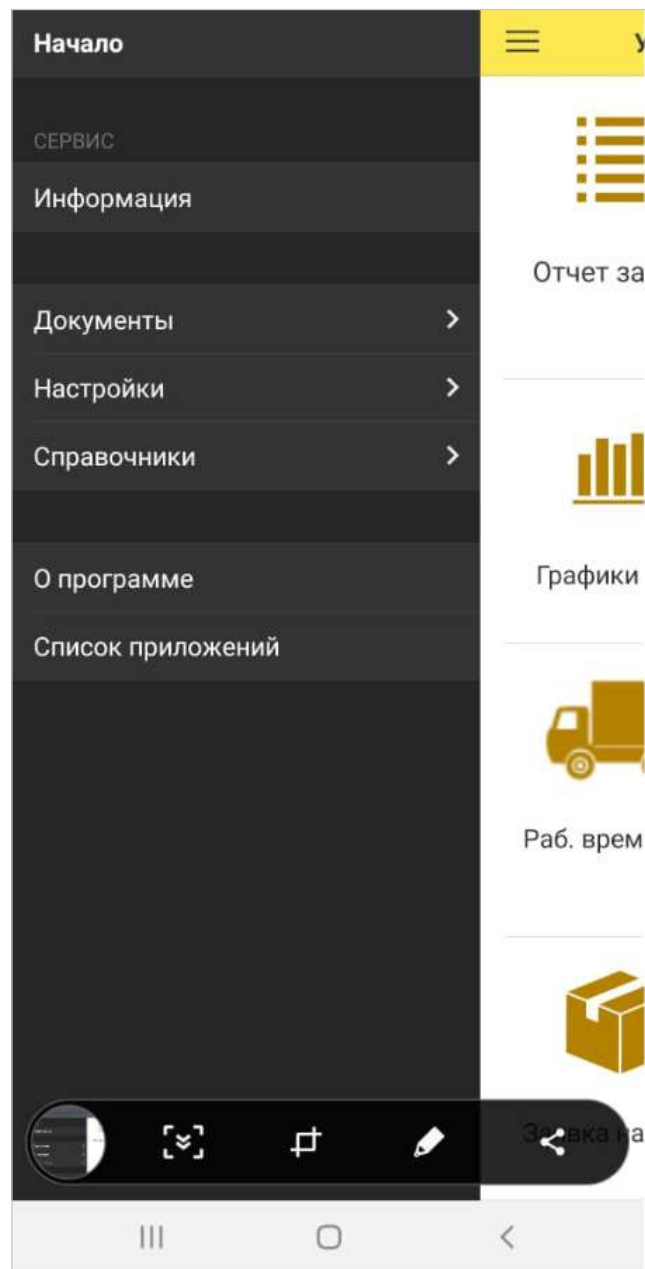 Начало
У
СЕРВИС
Информация
Отчет за
Документы
Настройки
Справочники
Графики
О программе
Список приложений
Раб. врем